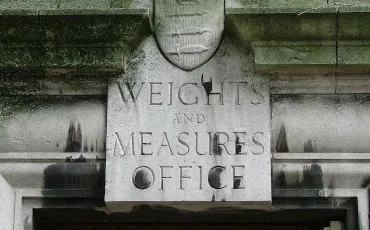 WEIGHTS
AND
MEASURES
OFFICE